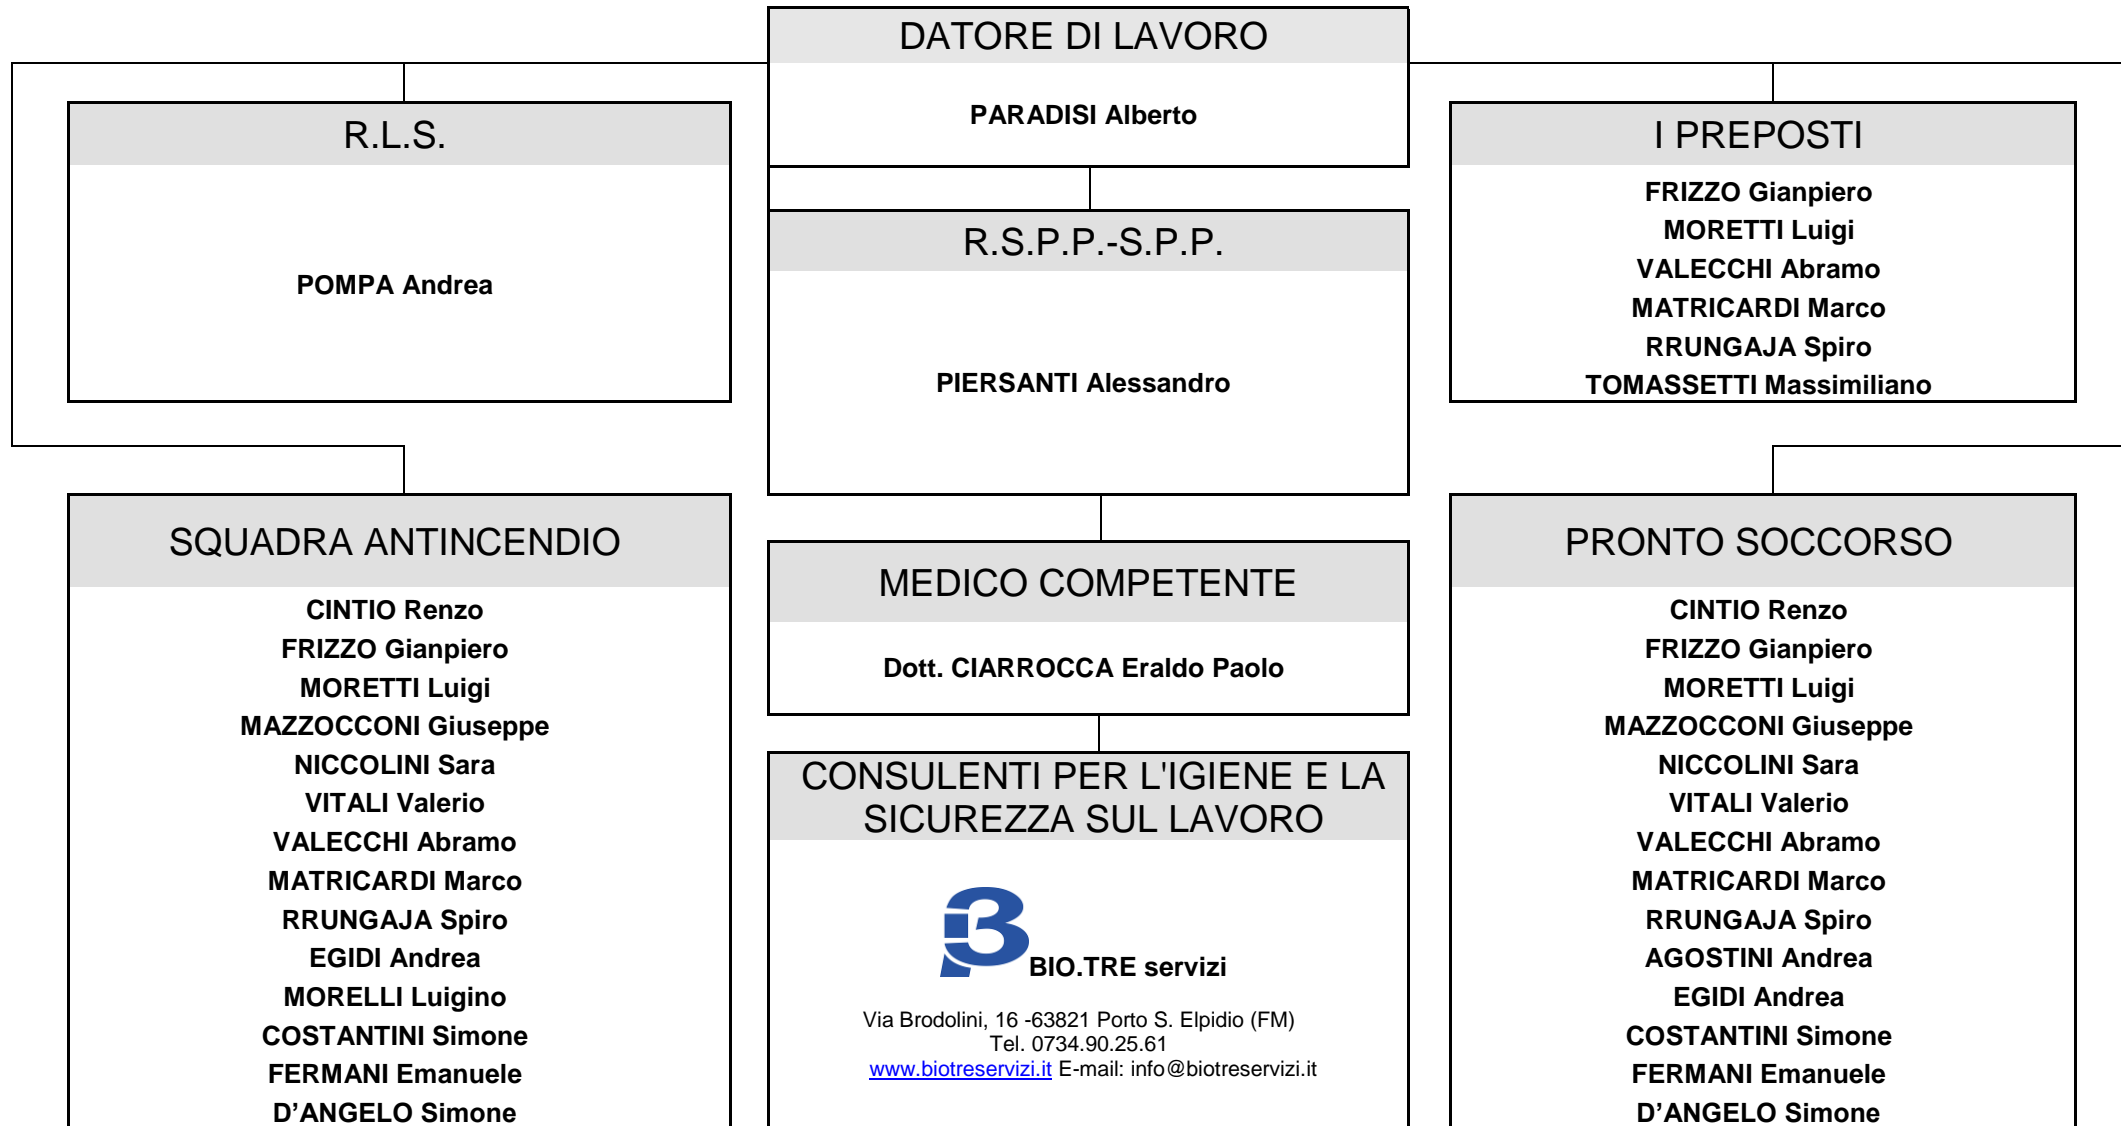 DATORE DI LAVORO
PARADISI Alberto
R.L.S.
POMPA Andrea
R.S.P.P.-S.P.P.
PIERSANTI Alessandro
I PREPOSTI
FRIZZO Gianpiero
MORETTI Luigi
VALECCHI Abramo
MATRICARDI Marco
RRUNGAJA Spiro
TOMASSETTI Massimiliano
SQUADRA ANTINCENDIO
CINTIO Renzo
FRIZZO Gianpiero
MORETTI Luigi
MAZZOCCONI Giuseppe
NICCOLINI Sara
VITALI Valerio
VALECCHI Abramo
MATRICARDI Marco
RRUNGAJA Spiro
EGIDI Andrea
MORELLI Luigino
COSTANTINI Simone
FERMANI Emanuele
D’ANGELO Simone
MEDICO COMPETENTE
Dott. CIARROCCA Eraldo Paolo
CONSULENTI PER L'IGIENE E LA
SICUREZZA SUL LAVORO
BIO.TRE servizi
Via Brodolini, 16 -63821 Porto S. Elpidio (FM)
Tel. 0734.90.25.61
www.biotreservizi.it E-mail: info@biotreservizi.it
PRONTO SOCCORSO
CINTIO Renzo
FRIZZO Gianpiero
MORETTI Luigi
MAZZOCCONI Giuseppe
NICCOLINI Sara
VITALI Valerio
VALECCHI Abramo
MATRICARDI Marco
RRUNGAJA Spiro
AGOSTINI Andrea
EGIDI Andrea
COSTANTINI Simone
FERMANI Emanuele
D’ANGELO Simone